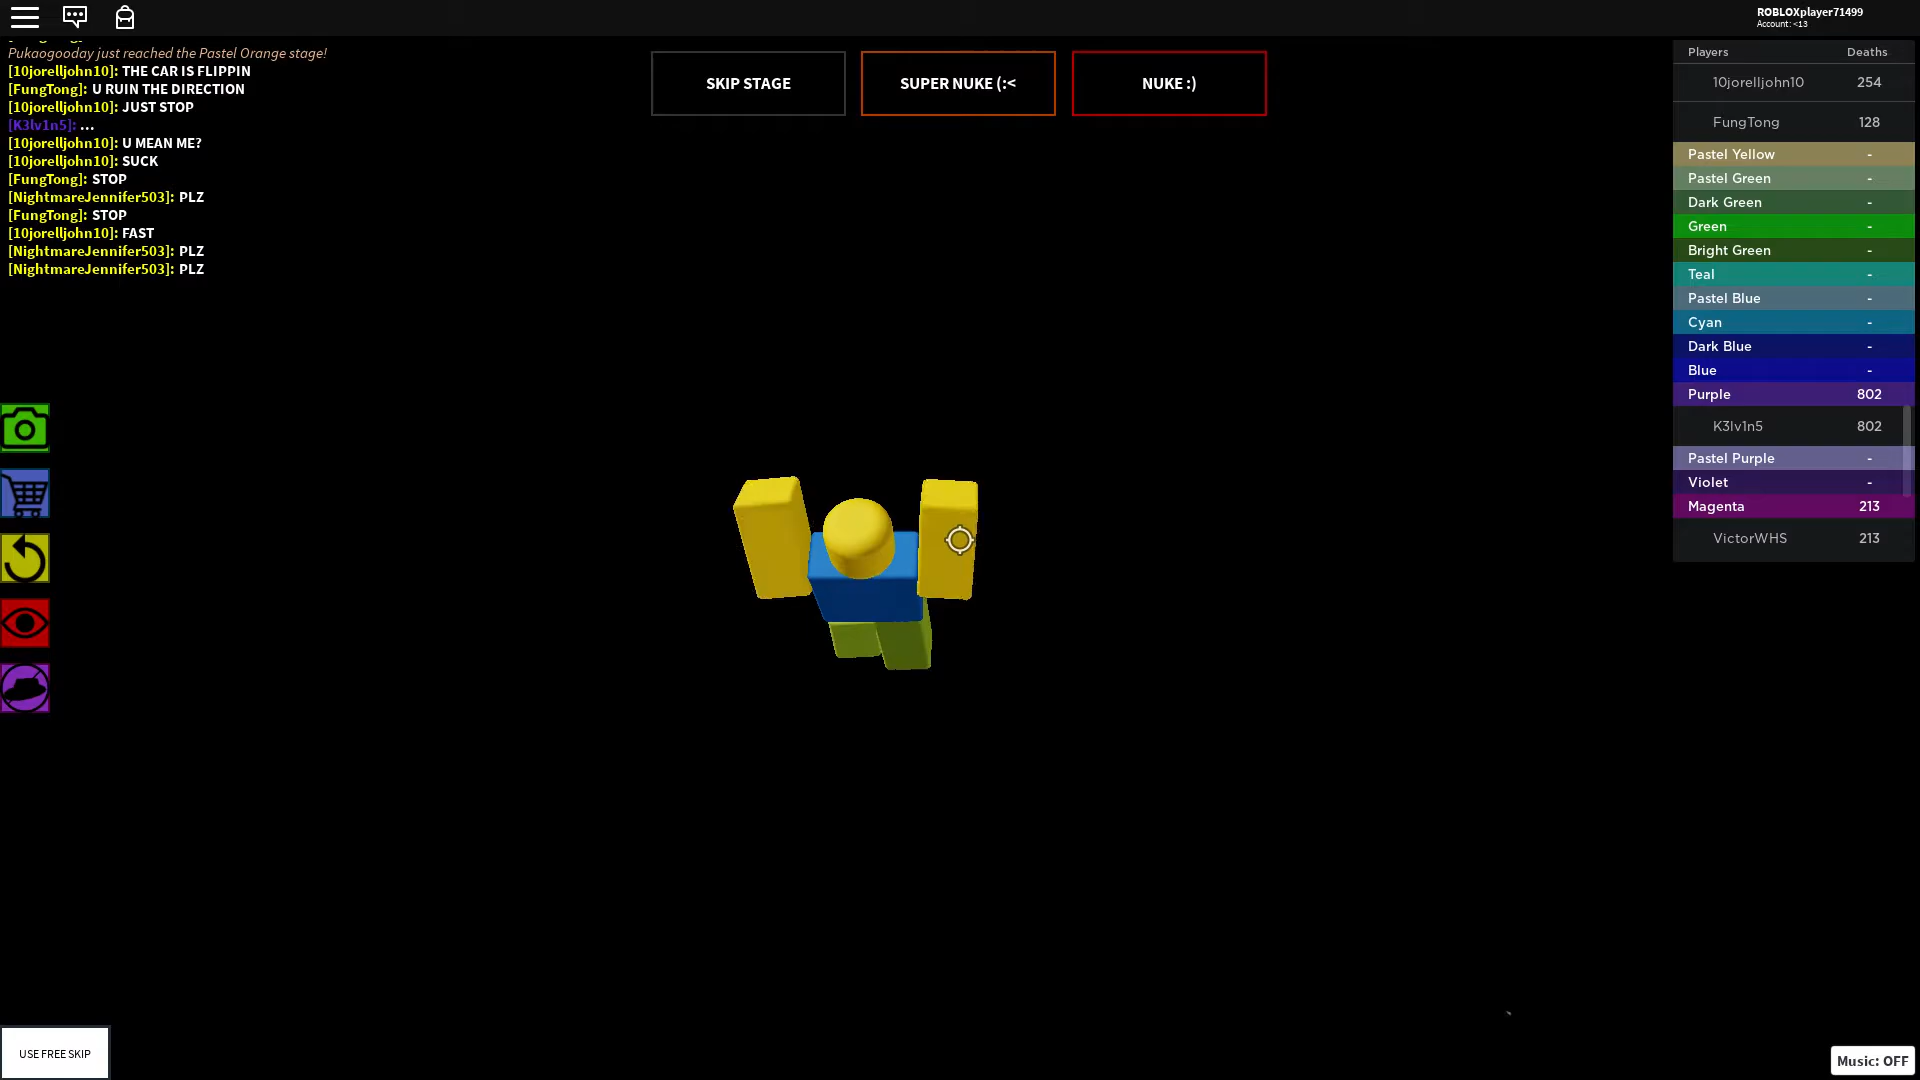 ROBLOXplayer71499
Account: <13
Pukaogooday just reached the Pastel Orange stage!
[10jorelljohn10]: THE CAR IS FLIPPIN
[FungTong]: U RUIN THE DIRECTION
[10jorelljohn10]: JUST STOP
[K3lv1n5]: ...
[10jorelljohn10]: U MEAN ME?
[10jorelljohn10]: SUCK
[FungTong]: STOP
[NightmareJennifer503]: PLZ
[FungTong]: STOP
[10jorelljohn10]: FAST
[NightmareJennifer503]: PLZ
[NightmareJennifer503]: PLZ
SKIP STAGE
SUPER NUKE (:<
NUKE :)
Players Deaths
10jorelljohn10 254
FungTong 128
Pastel Yellow -
Pastel Green -
Dark Green -
Green -
Bright Green -
Teal -
Pastel Blue -
Cyan -
Dark Blue -
Blue -
Purple 802
K3lv1n5 802
Pastel Purple -
Violet -
Magenta 213
VictorWHS 213
USE FREE SKIP
Music: OFF